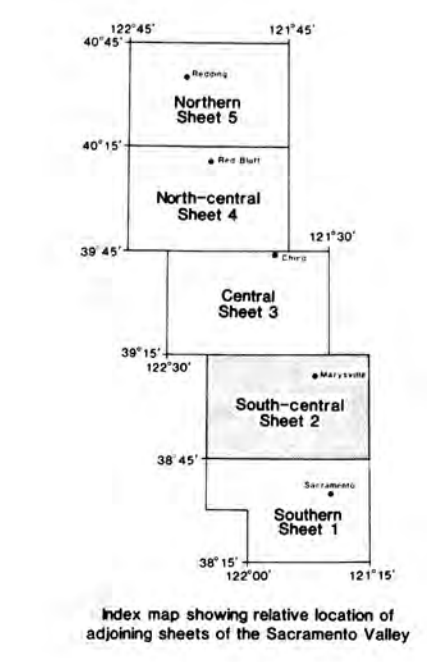 122°45'
121°45'
40°45'
Redding
Northern
Sheet 5
40°15'
Red Bluff
North-central
Sheet 4
121°30'
39°45'
Chico
Central
Sheet 3
39°15'
122°30'
Marysville
South-central
Sheet 2
38°45'
Sacramento
Southern
Sheet 1
38°15'
122°00'
121°15'
Index map showing relative location of
adjoining sheets of the Sacramento Valley